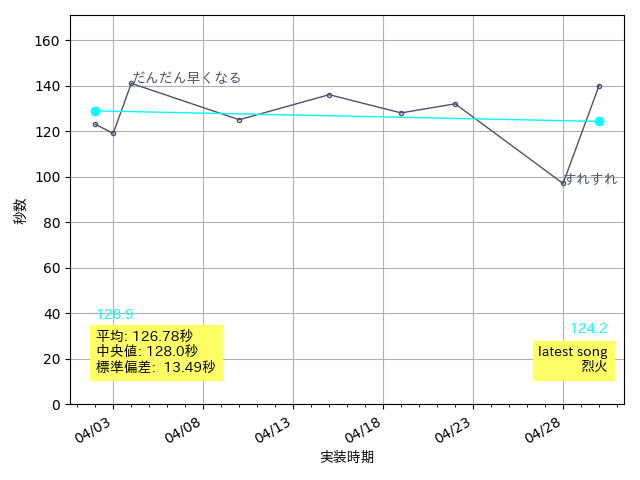 160
140
120
100
80
60
40
20
0
秒数
だんだん早くなる
すれすれ
128.9
平均: 126.78秒
中央値: 128.0秒
標準偏差: 13.49秒
124.2
latest song
烈火
04/03
04/08
04/13
04/18
04/23
04/28
実装時期